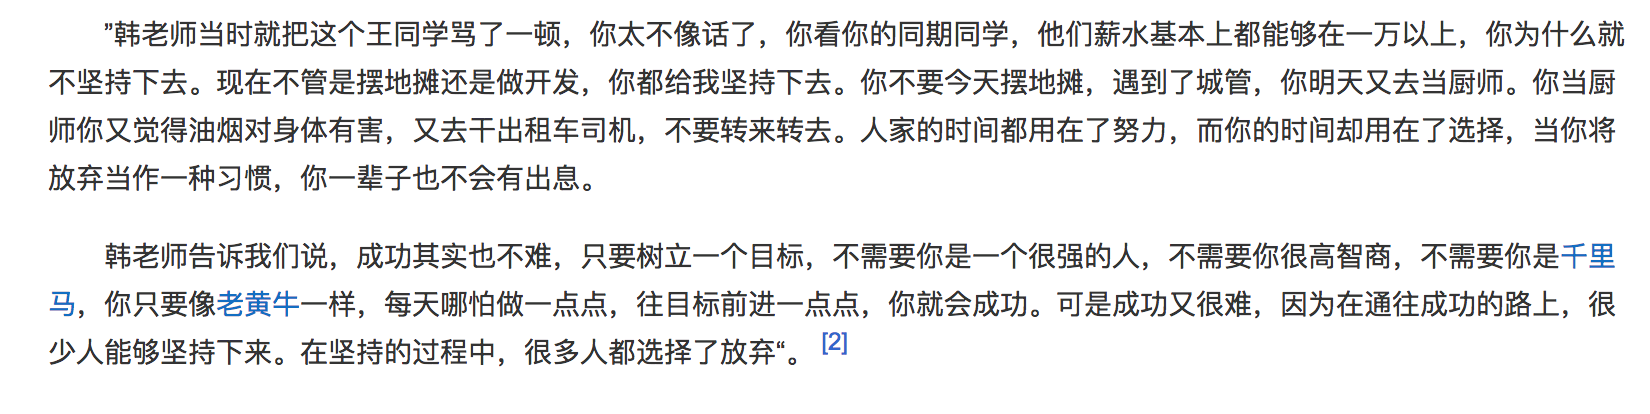 ”韩老师当时就把这个王同学骂了一顿，你太不像话了，你看你的同期同学，他们薪水基本上都能够在一万以上，你为什么就
不坚持下去。现在不管是摆地摊还是做开发，你都给我坚持下去。你不要今天摆地摊，遇到了城管，你明天又去当厨师。你当厨
师你又觉得油烟对身体有害，又去干出租车司机，不要转来转去。人家的时间都用在了努力，而你的时间却用在了选择，当你将
放弃当作一种习惯，你一辈子也不会有出息。
韩老师告诉我们说，成功其实也不难，只要树立一个目标，不需要你是一个很强的人，不需要你很高智商，不需要你是千里
马，你只要像老黄牛一样，每天哪怕做一点点，往目标前进一点点，你就会成功。可是成功又很难，因为在通往成功的路上，很
少人能够坚持下来。在坚持的过程中，很多人都选择了放弃“。 [2]